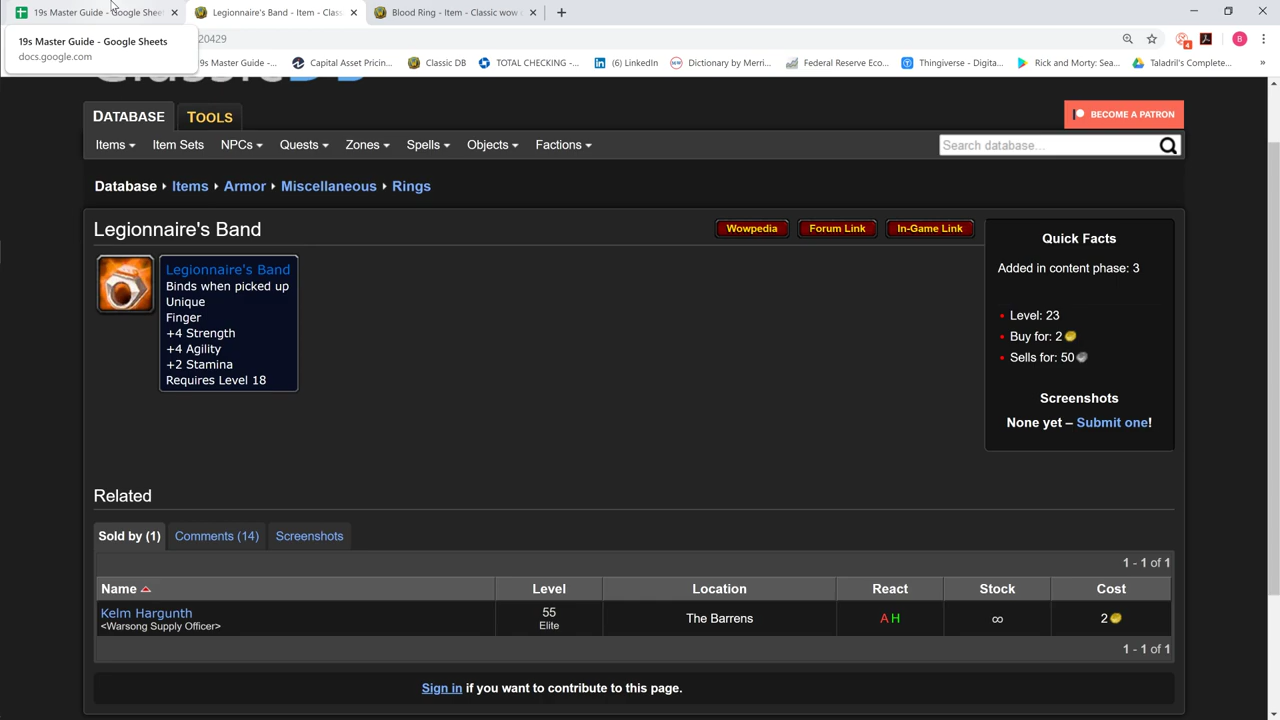 19s Master Guide - Google Sheet
Legionnaire's Band - Item - Class
Blood Ring - Item - Classic wow d
19s Master Guide - Google Sheets
docs.google.com
20429
4
B
9s Master Guide -...
Capital Asset Pricin...
Classic DB
TOTAL CHECKING -...
(6) LinkedIn
Dictionary by Merri...
Federal Reserve Eco...
Thingiverse - Digita...
Rick and Morty: Sea...
Taladril's Complete...
»
DATABASE
TOOLS
BECOME A PATRON
Items
Item Sets
NPCs
Quests
Zones
Spells
Objects
Factions
Search database...
Database
Items
Armor
Miscellaneous
Rings
Legionnaire's Band
Wowpedia
Forum Link
In-Game Link
Quick Facts
Added in content phase: 3
Level: 23
Buy for: 2
Sells for: 50
Screenshots
None yet – Submit one!
Legionnaire's Band
Binds when picked up
Unique
Finger
+4 Strength
+4 Agility
+2 Stamina
Requires Level 18
Related
Sold by (1)
Comments (14)
Screenshots
1 - 1 of 1
Name
Level
Location
React
Stock
Cost
Kelm Hargunth
<Warsong Supply Officer>
55
Elite
The Barrens
A H
∞
2
1 - 1 of 1
Sign in if you want to contribute to this page.